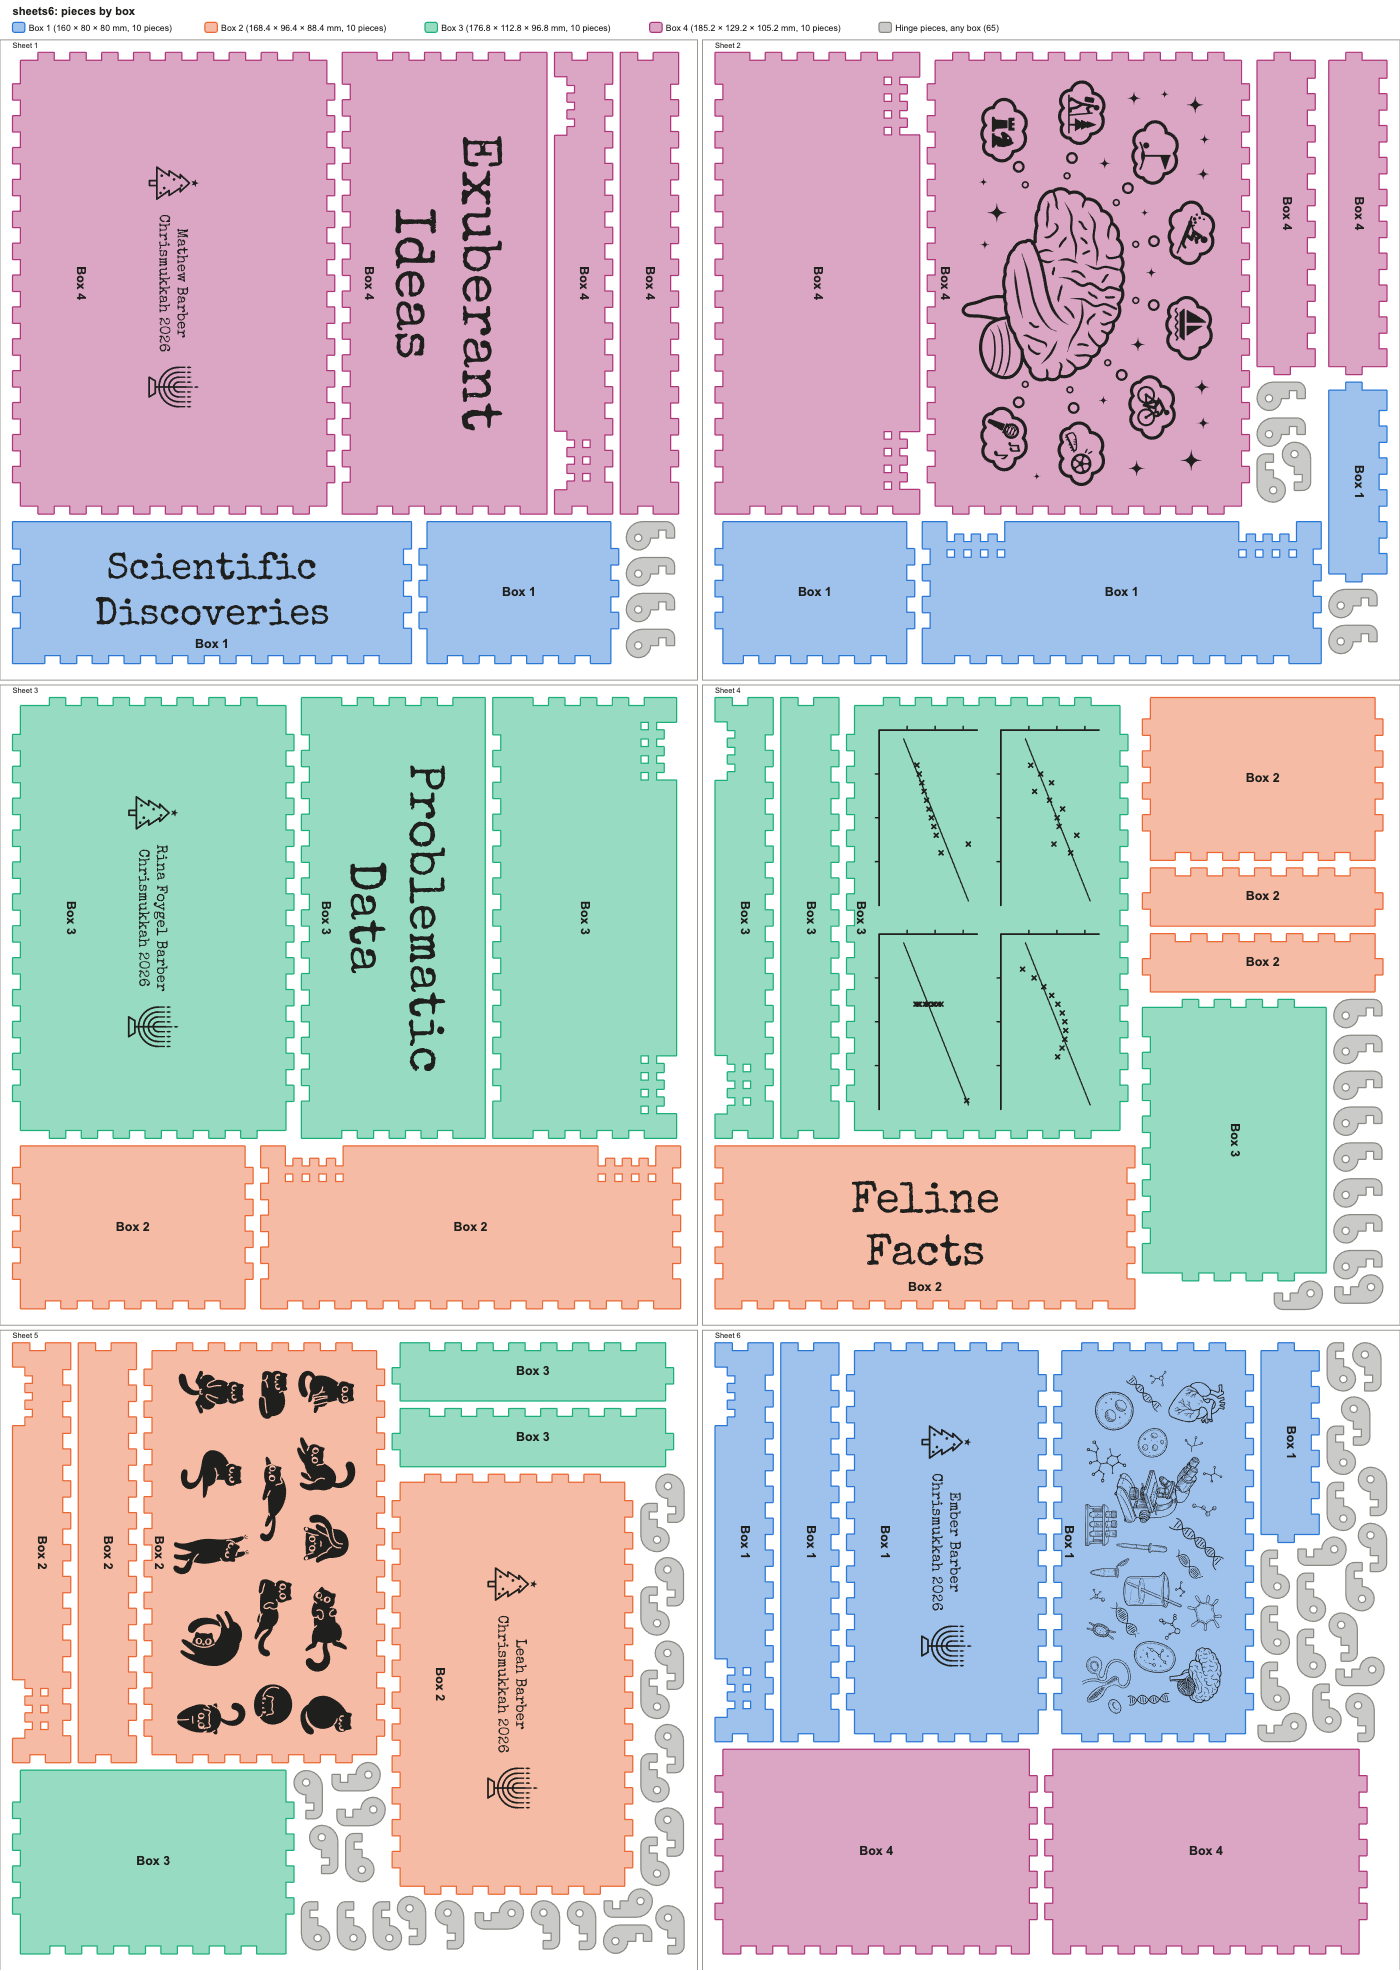 sheets6: pieces by box
Box 1 (160 × 80 × 80 mm, 10 pieces)
Box 2 (168.4 × 96.4 × 88.4 mm, 10 pieces)
Box 3 (176.8 × 112.8 × 96.8 mm, 10 pieces)
Box 4 (185.2 × 129.2 × 105.2 mm, 10 pieces)
Hinge pieces, any box (65)
Sheet 1
Mathew Barber
Chrismukkah 2026
Box 4
Exuberant
Ideas
Box 4
Box 4
Box 4
Scientific
Discoveries
Box 1
Box 1
Sheet 2
Box 4
Box 4
Box 4
Box 4
Box 1
Box 1
Box 1
Sheet 3
Rina Foygel Barber
Chrismukkah 2026
Box 3
Problematic
Data
Box 3
Box 3
Box 2
Box 2
Sheet 4
Box 3
Box 3
Box 3
Box 2
Box 2
Box 2
Box 3
Feline
Facts
Box 2
Sheet 5
Box 2
Box 2
Box 2
Box 3
Box 3
Leah Barber
Chrismukkah 2026
Box 2
Box 3
Sheet 6
Box 1
Box 1
Ember Barber
Chrismukkah 2026
Box 1
Box 1
Box 1
Box 4
Box 4